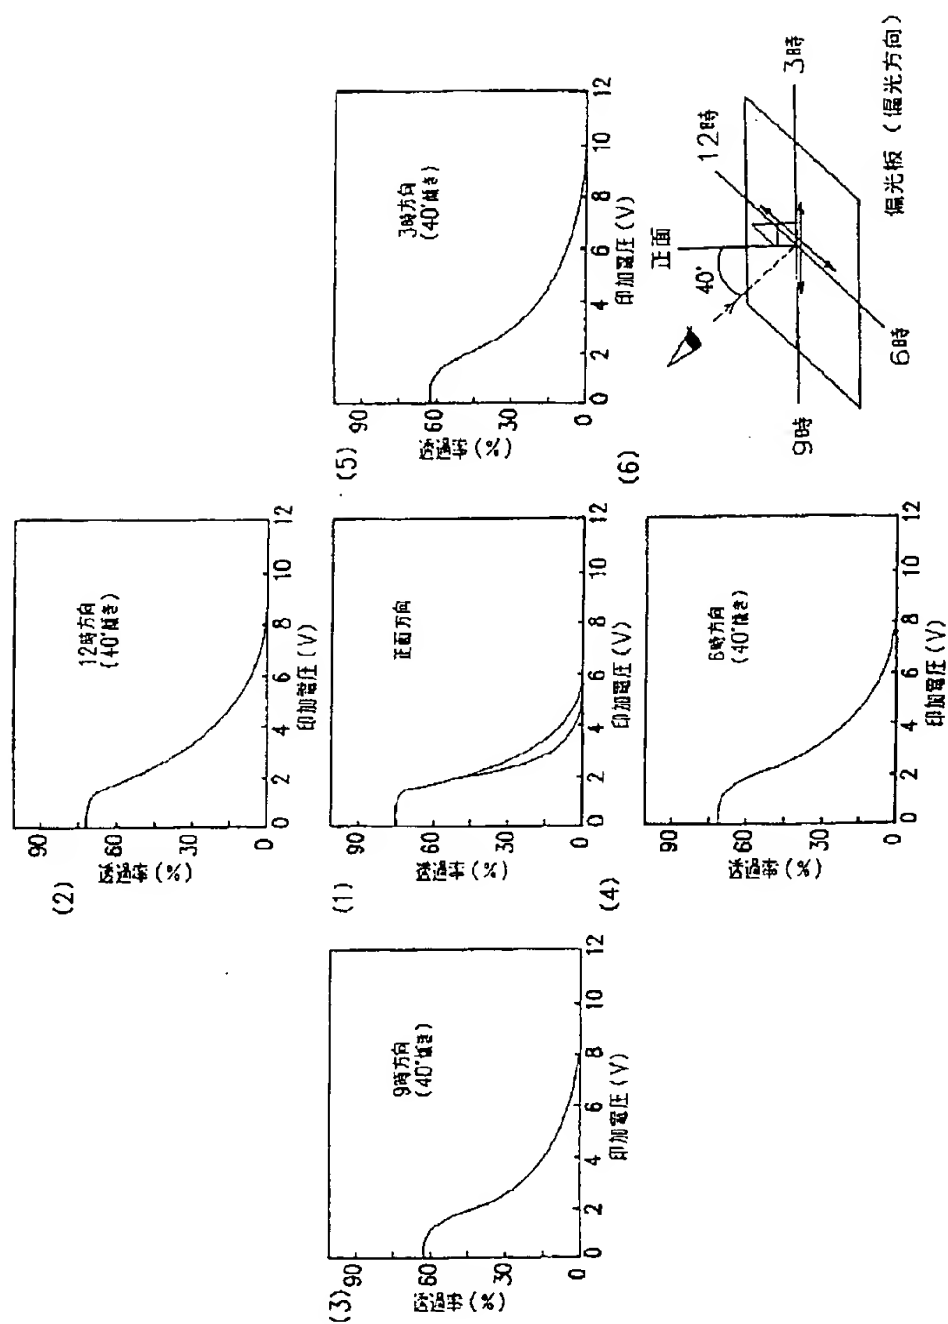 (2)
90
60
30
0
透過率(%)
12時方向
(40°傾き)
0
2
4
6
8
10
12
印加電圧(V)
(3)
90
60
30
0
透過率(%)
9時方向
(40°傾き)
0
2
4
6
8
10
12
印加電圧(V)
(1)
90
60
30
0
透過率(%)
正面方向
0
2
4
6
8
10
12
印加電圧(V)
(5)
90
60
30
0
透過率(%)
3時方向
(40°傾き)
0
2
4
6
8
10
12
印加電圧(V)
(4)
90
60
30
0
透過率(%)
6時方向
(40°傾き)
0
2
4
6
8
10
12
印加電圧(V)
(6)
正面
40°
12時
3時
9時
6時
偏光板(偏光方向)